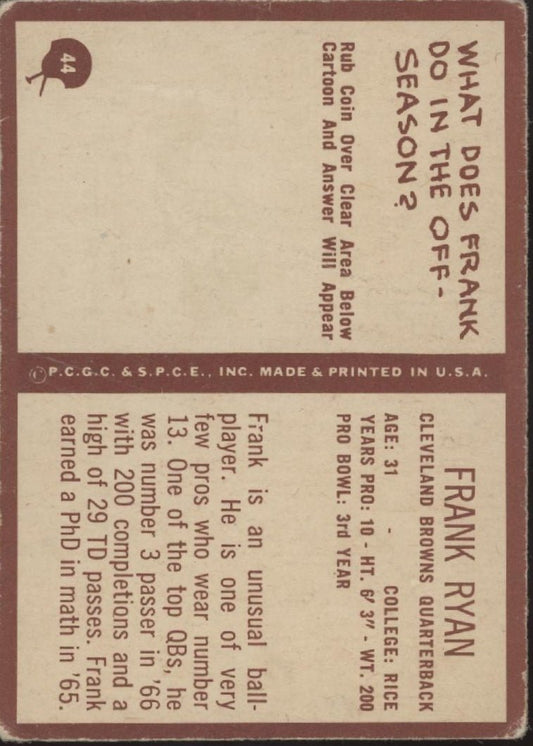 WHAT DOES FRANK
DO IN THE OFF-
SEASON?
Rub Coin Over Clear Area Below
Cartoon And Answer Will Appear
44
© P.C.G.C. & S.P.C.E., INC. MADE & PRINTED IN U.S.A.
FRANK RYAN
CLEVELAND BROWNS QUARTERBACK
AGE: 31 - COLLEGE: RICE
YEARS PRO: 10 - HT. 6' 3" - WT. 200
PRO BOWL: 3rd YEAR
Frank is an unusual ball-
player. He is one of very
few pros who wear number
13. One of the top QBs, he
was number 3 passer in '66
with 200 completions and a
high of 29 TD passes. Frank
earned a PhD in math in '65.